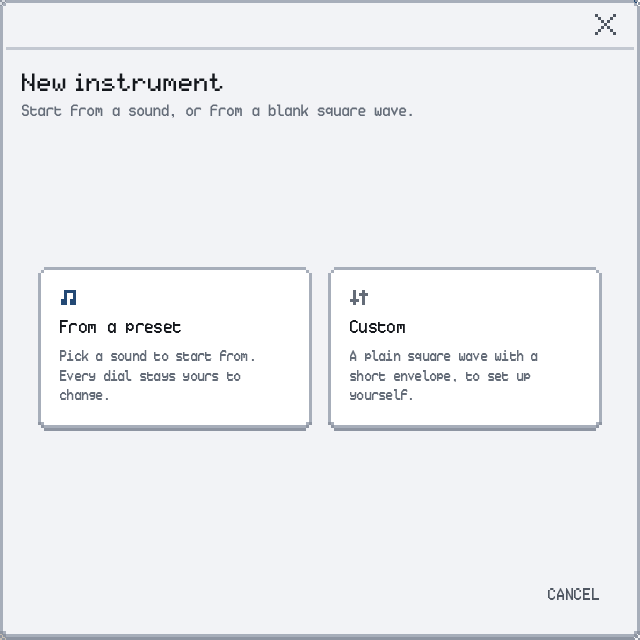 New instrument
Start from a sound, or from a blank square wave.
From a preset
Pick a sound to start from.
Every dial stays yours to
change.
Custom
A plain square wave with a
short envelope, to set up
yourself.
CANCEL